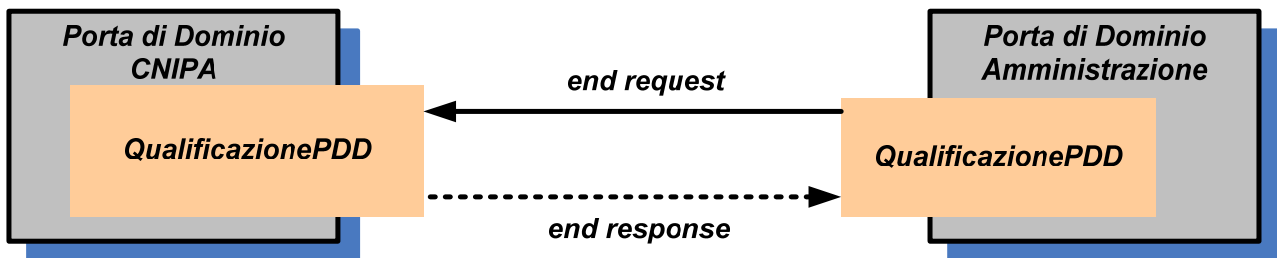 Porta di Dominio
CNIPA
QualificazionePDD
end request
end response
Porta di Dominio
Amministrazione
QualificazionePDD